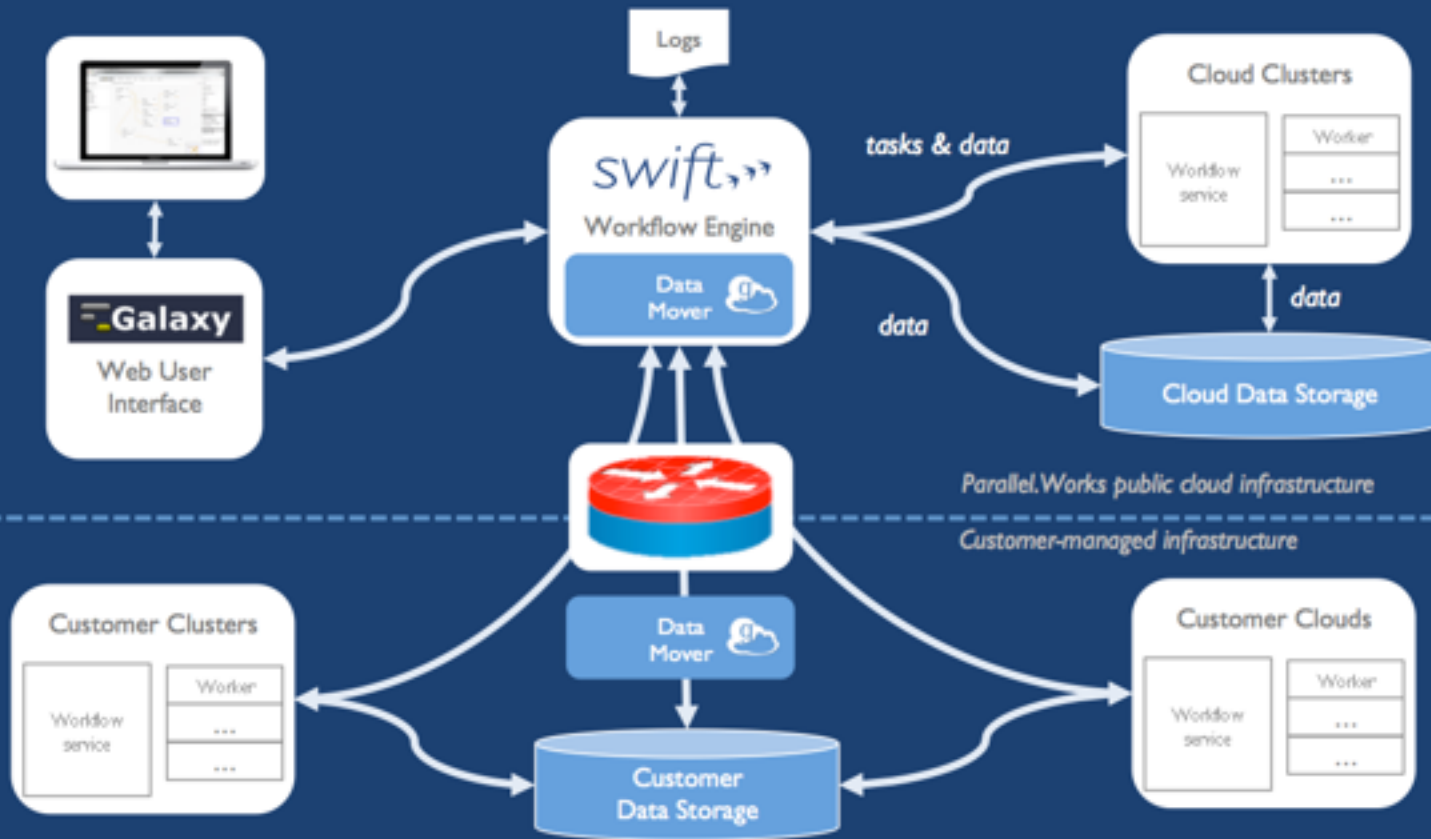 Logs
swift
Workflow Engine
Data
Mover
g
Galaxy
Web User
Interface
tasks & data
data
Cloud Clusters
Workflow
service
Worker
...
...
data
Cloud Data Storage
Parallel.Works public cloud infrastructure
Customer-managed infrastructure
Customer Clusters
Workflow
service
Worker
...
...
Data
Mover
g
Customer
Data Storage
Customer Clouds
Workflow
service
Worker
...
...